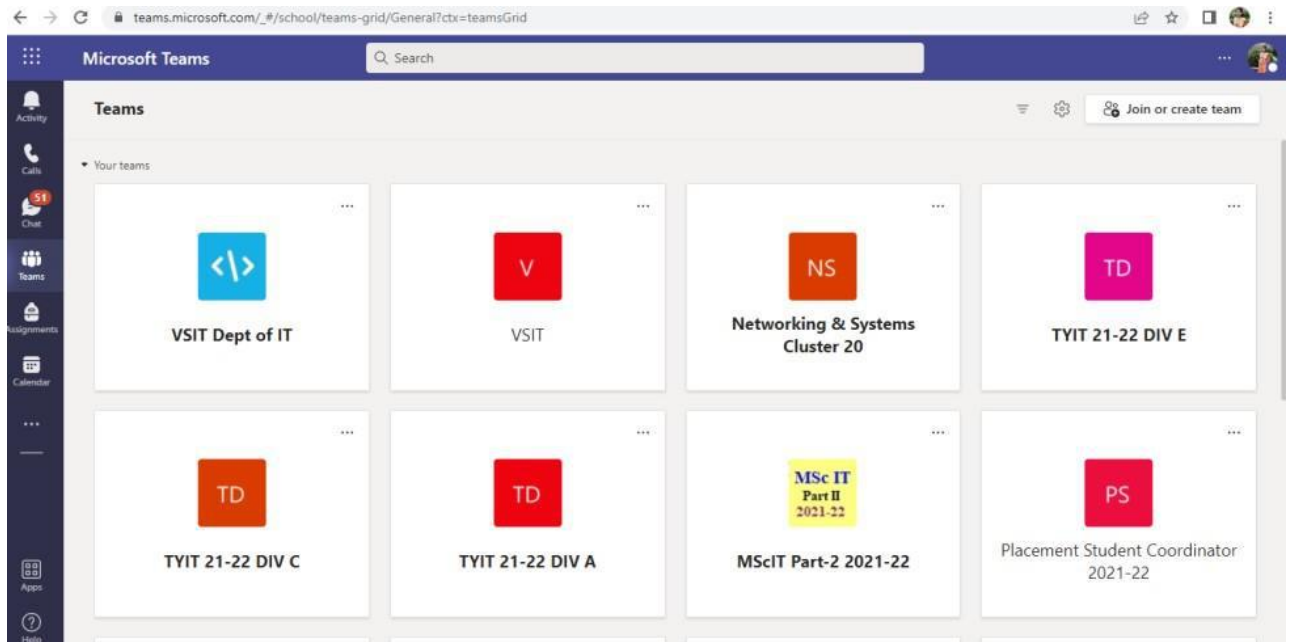 teams.microsoft.com/_#/school/teams-grid/General?ctx=teamsGrid
Microsoft Teams
Search
Activity
Calls
51
Chat
Teams
Assignments
Calendar
Apps
Help
Teams
Join or create team
Your teams
VSIT Dept of IT
V
VSIT
NS
Networking & Systems
Cluster 20
TD
TYIT 21-22 DIV E
TD
TYIT 21-22 DIV C
TD
TYIT 21-22 DIV A
MSc IT
Part II
2021-22
MScIT Part-2 2021-22
PS
Placement Student Coordinator
2021-22